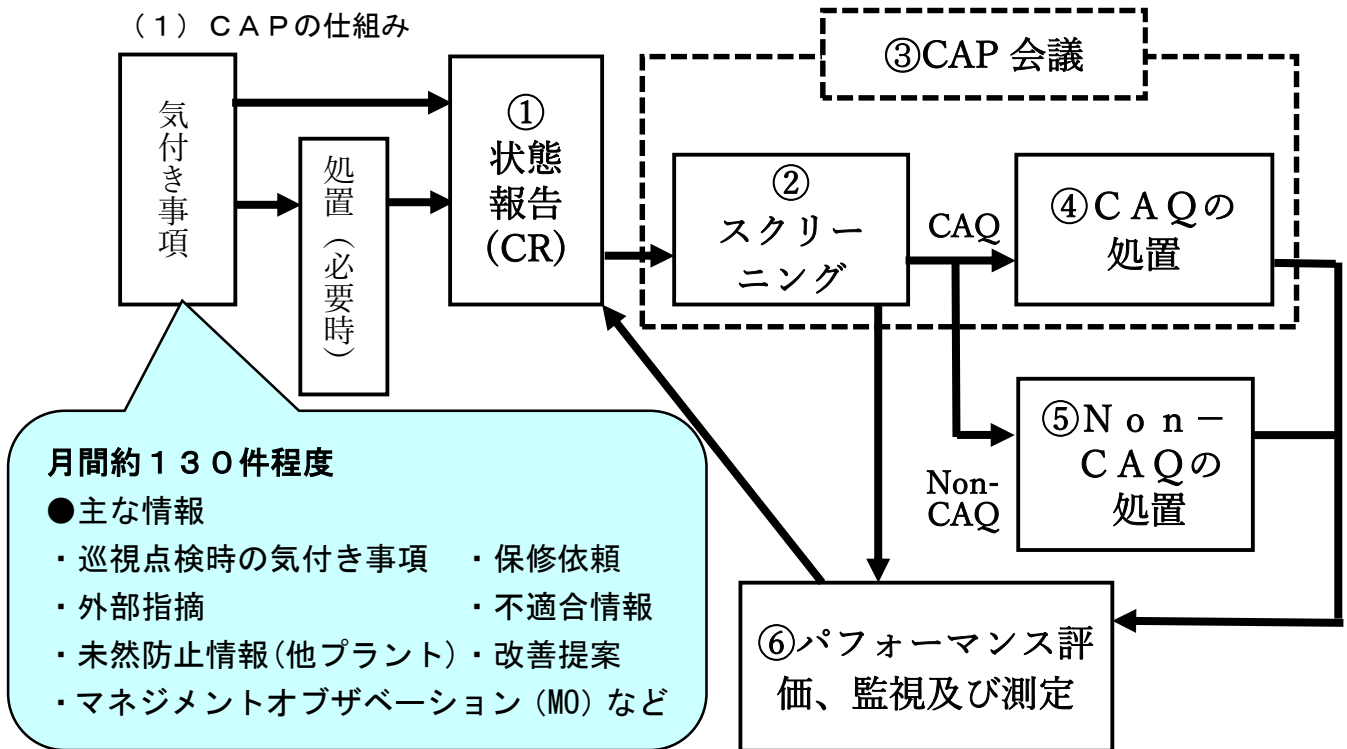 （１）ＣＡＰの仕組み
気付き事項
処置（必要時）
①
状態
報告
(CR)
③CAP 会議
②
スクリー
ニング
CAQ
④ＣＡＱの
処置
Non-
CAQ
⑤Ｎｏｎ－
ＣＡＱの
処置
⑥パフォーマンス評
価、監視及び測定
月間約１３０件程度
●主な情報
・巡視点検時の気付き事項　・保修依頼
・外部指摘　・不適合情報
・未然防止情報(他プラント)・改善提案
・マネジメントオブザベーション(MO)など